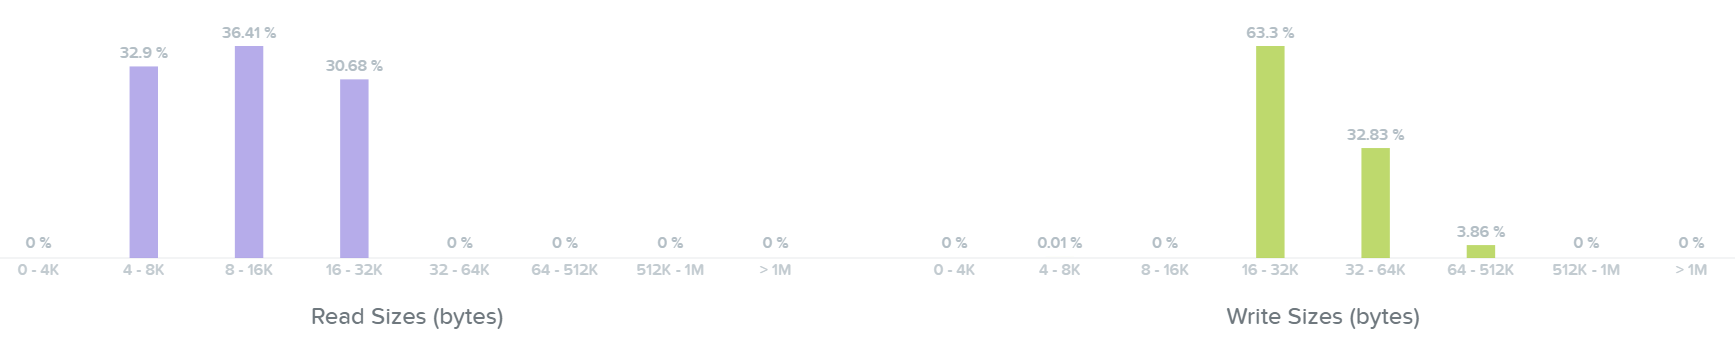 32.9 % 36.41 % 30.68 %
0 % 0 % 0 % 0 % 0 %
0 - 4K 4 - 8K 8 - 16K 16 - 32K 32 - 64K 64 - 512K 512K - 1M > 1M
Read Sizes (bytes)
63.3 %
32.83 %
3.86 %
0 % 0.01 % 0 % 0 % 0 %
0 - 4K 4 - 8K 8 - 16K 16 - 32K 32 - 64K 64 - 512K 512K - 1M > 1M
Write Sizes (bytes)